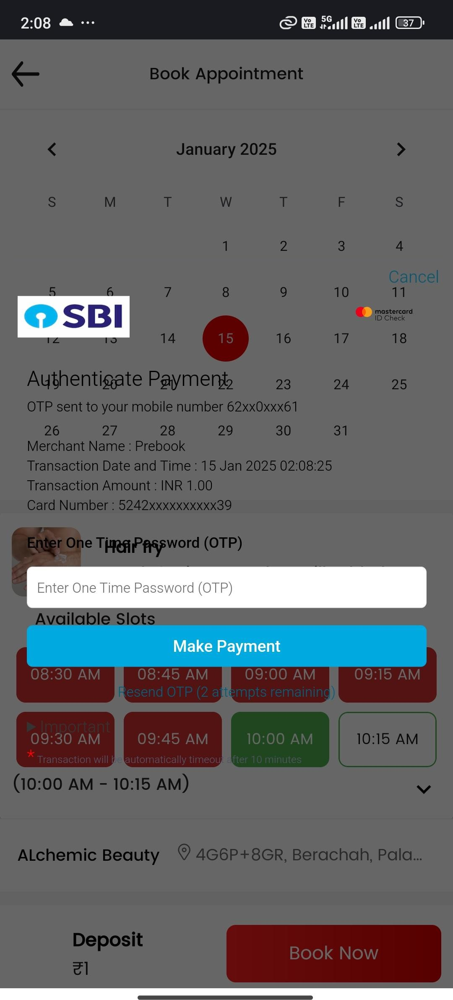 2:08 ... Vo LTE 5G Vo LTE 37
Book Appointment
January 2025
S M T W T F S
1 2 3 4
Cancel
5 6 7 8 9 10 11
SBI
mastercard
ID Check
12 13 14 15 16 17 18
Authenticate Payment
19 20 21 22 23 24 25
OTP sent to your mobile number 62xx0xxx61
26 27 28 29 30 31
Merchant Name : Prebook
Transaction Date and Time : 15 Jan 2025 02:08:25
Transaction Amount : INR 1.00
Card Number : 5242xxxxxxxxxx39
Enter One Time Password (OTP)
Hair fry
Enter One Time Password (OTP)
Available Slots
Make Payment
08:30 AM 08:45 AM 09:00 AM 09:15 AM
Resend OTP (2 attempts remaining)
Important
09:30 AM 09:45 AM 10:00 AM 10:15 AM
* Transaction will be automatically timeout after 10 minutes
(10:00 AM - 10:15 AM)
ALchemic Beauty 4G6P+8GR, Berachah, Pala...
Deposit
₹1
Book Now